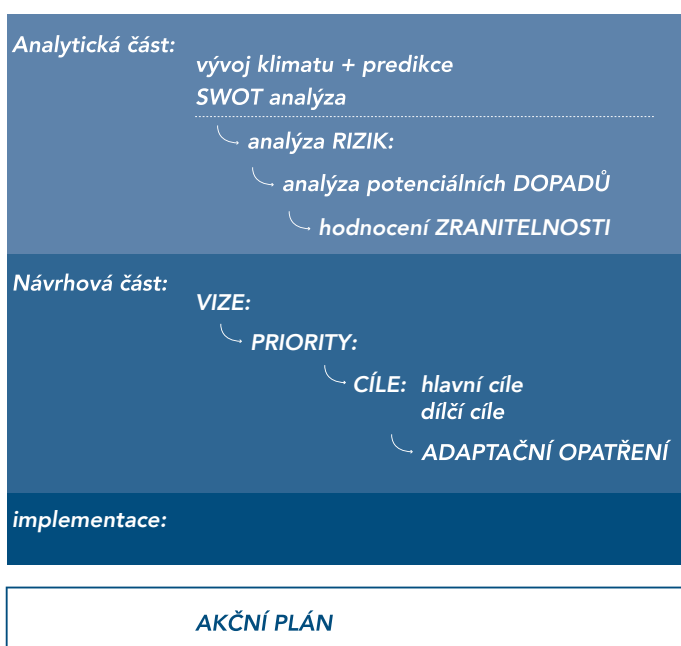 Analytická část:
vývoj klimatu + predikce
SWOT analýza
analýza RIZIK:
analýza potenciálních DOPADŮ
hodnocení ZRANITELNOSTI
Návrhová část:
VIZE:
PRIORITY:
CÍLE: hlavní cíle
dílčí cíle
ADAPTAČNÍ OPATŘENÍ
implementace:
AKČNÍ PLÁN